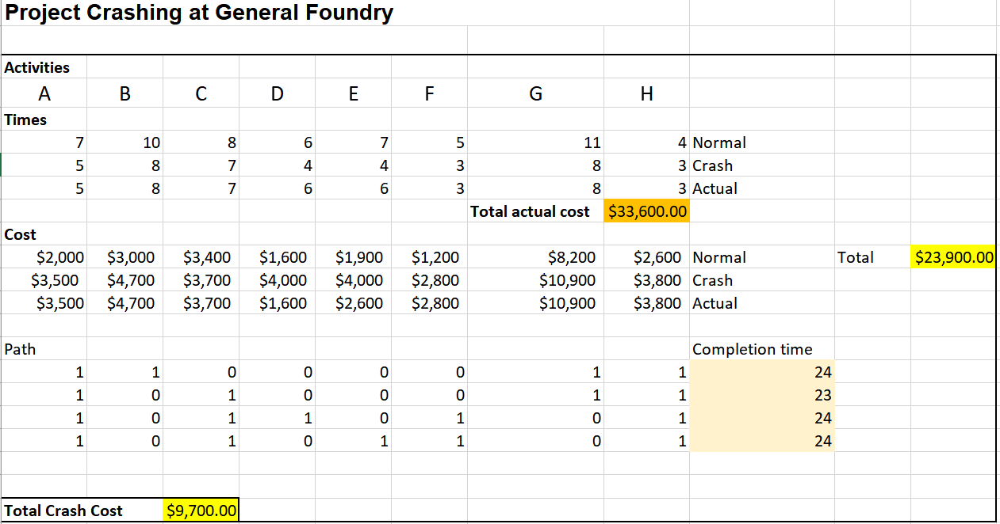 Project Crashing at General Foundry
Activities
A B C D E F G H
Times
7 10 8 6 7 5 11 4 Normal
5 8 7 4 4 3 8 3 Crash
5 8 7 6 6 3 8 3 Actual
Total actual cost $33,600.00
Cost
$2,000 $3,000 $3,400 $1,600 $1,900 $1,200 $8,200 $2,600 Normal Total $23,900.00
$3,500 $4,700 $3,700 $4,000 $4,000 $2,800 $10,900 $3,800 Crash
$3,500 $4,700 $3,700 $1,600 $2,600 $2,800 $10,900 $3,800 Actual
Path Completion time
1 1 0 0 0 0 1 1 24
1 0 1 0 0 0 1 1 23
1 0 1 1 0 1 0 1 24
1 0 1 0 1 1 0 1 24
Total Crash Cost $9,700.00